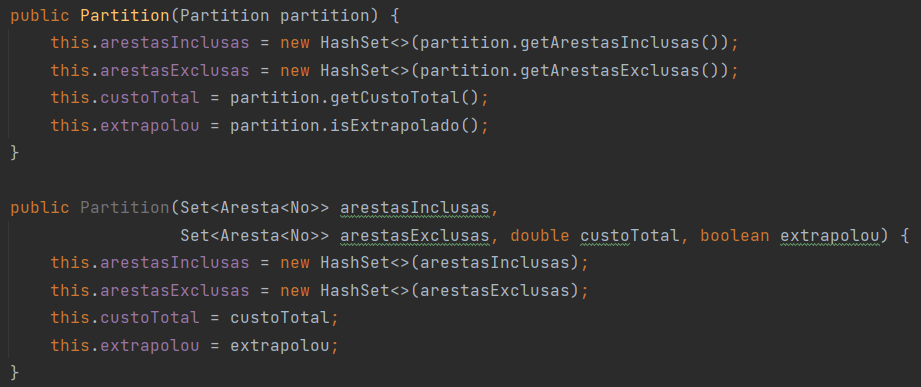 public Partition(Partition partition) {
    this.arestasInclusas = new HashSet<>(partition.getArestasInclusas());
    this.arestasExclusas = new HashSet<>(partition.getArestasExclusas());
    this.custoTotal = partition.getCustoTotal();
    this.extrapolou = partition.isExtrapolado();
}
public Partition(Set<Aresta<No>> arestasInclusas,
                 Set<Aresta<No>> arestasExclusas, double custoTotal, boolean extrapolou) {
    this.arestasInclusas = new HashSet<>(arestasInclusas);
    this.arestasExclusas = new HashSet<>(arestasExclusas);
    this.custoTotal = custoTotal;
    this.extrapolou = extrapolou;
}